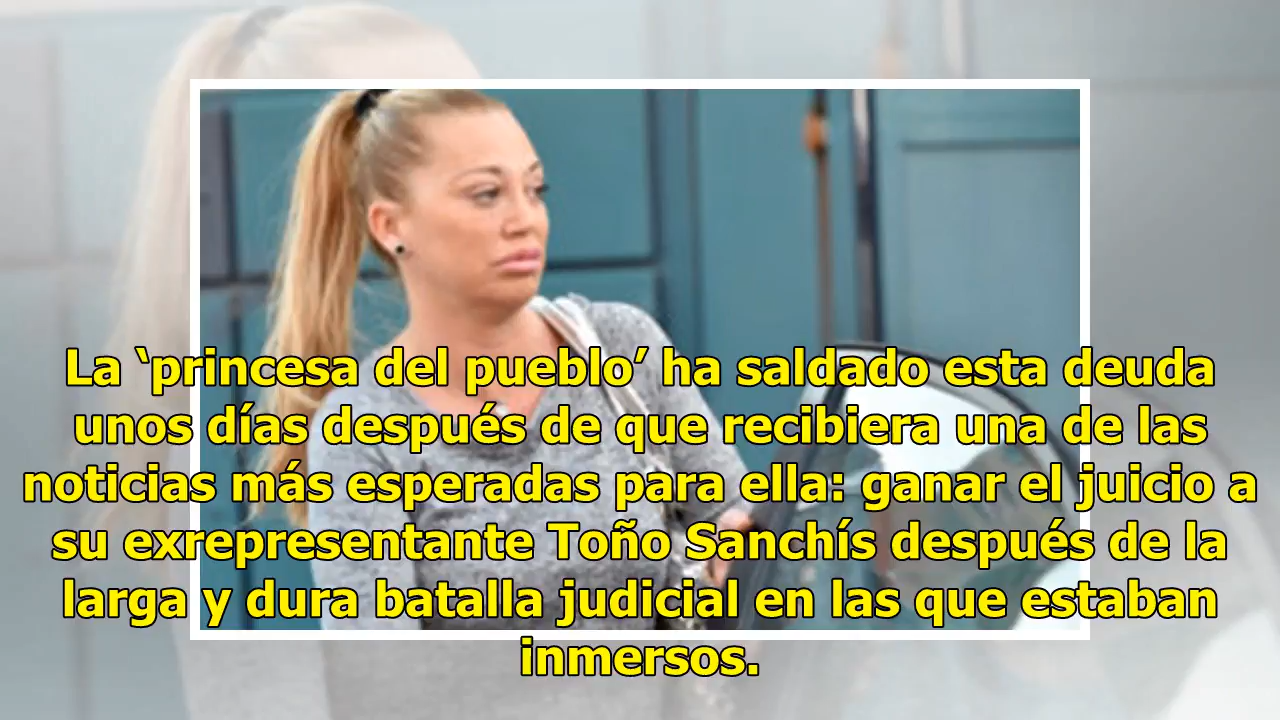 La ‘princesa del pueblo’ ha saldado esta deuda
unos días después de que recibiera una de las
noticias más esperadas para ella: ganar el juicio a
su exrepresentante Toño Sanchís después de la
larga y dura batalla judicial en las que estaban
inmersos.